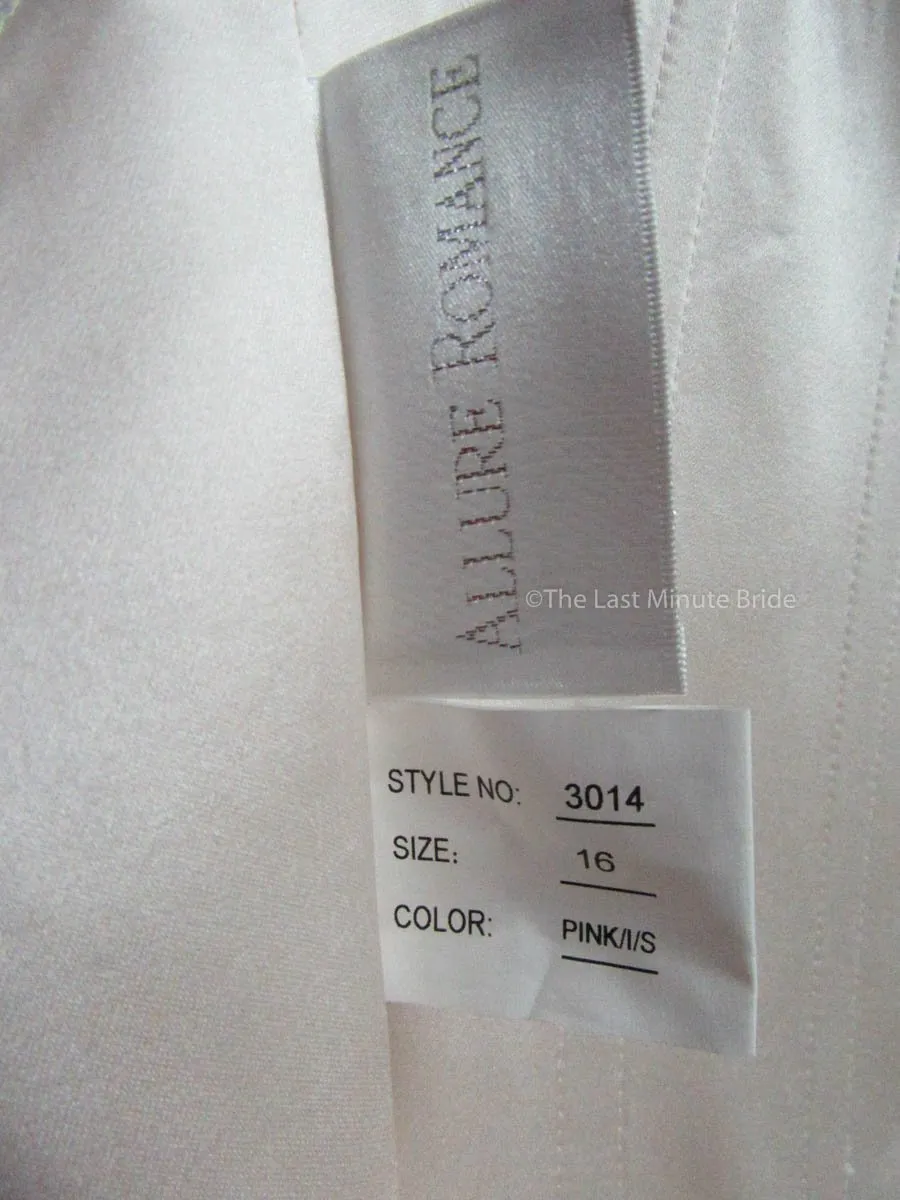 ALLURE ROMANCE
©The Last Minute Bride
STYLE NO: 3014
SIZE: 16
COLOR: PINK/I/S